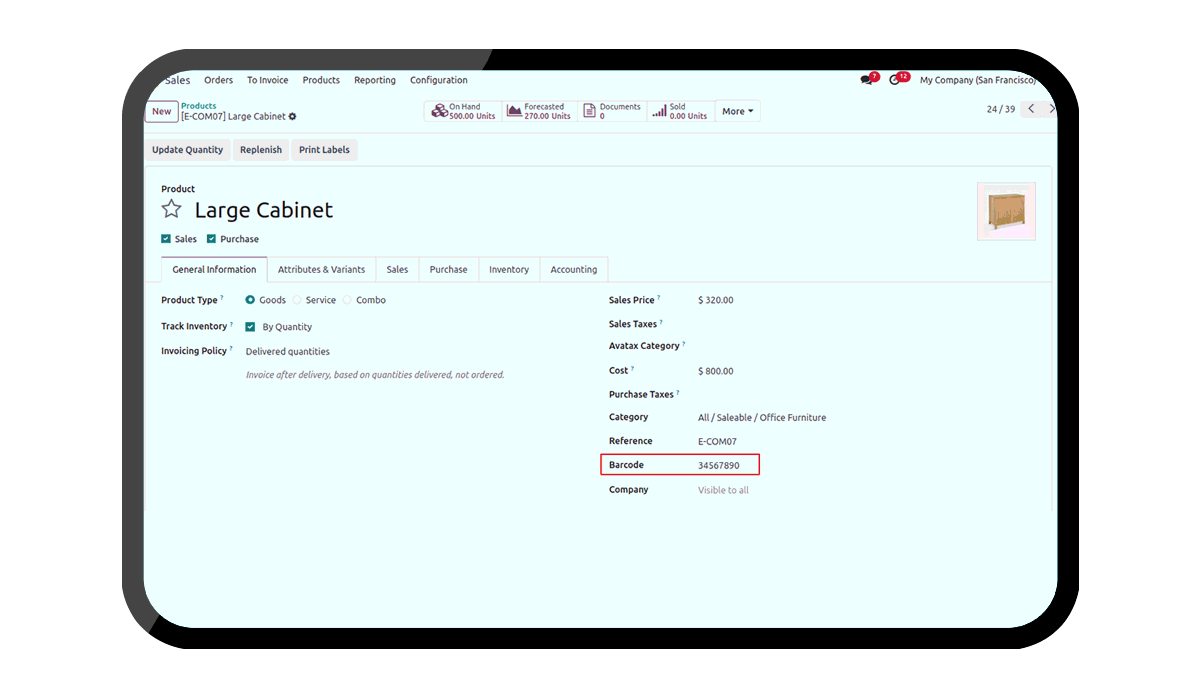 Sales Orders To Invoice Products Reporting Configuration 7 12 My Company (San Francisco)
New Products [E-COM07] Large Cabinet On Hand 500.00 Units Forecasted 270.00 Units Documents 0 Sold 0.00 Units More 24 / 39
Update Quantity Replenish Print Labels
Product
Large Cabinet
Sales Purchase
General Information Attributes & Variants Sales Purchase Inventory Accounting
Product Type ? Goods Service Combo
Track Inventory ? By Quantity
Invoicing Policy ? Delivered quantities
Invoice after delivery, based on quantities delivered, not ordered.
Sales Price ? $ 320.00
Sales Taxes ?
Avatax Category ?
Cost ? $ 800.00
Purchase Taxes ?
Category All / Saleable / Office Furniture
Reference E-COM07
Barcode 34567890
Company Visible to all